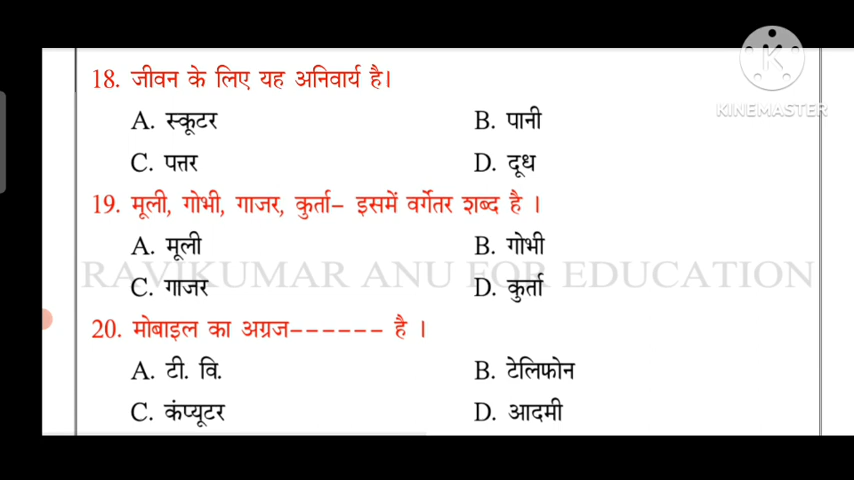 18. जीवन के लिए यह अनिवार्य है।
A. स्कूटर B. पानी
C. पत्तर D. दूध
19. मूली, गोभी, गाजर, कुर्ता– इसमें वर्गेतर शब्द है ।
A. मूली B. गोभी
RAVIKUMAR ANU FOR EDUCATION
C. गाजर D. कुर्ता
20. मोबाइल का अग्रज------ है ।
A. टी. वि. B. टेलिफोन
C. कंप्यूटर D. आदमी
KINEMASTER